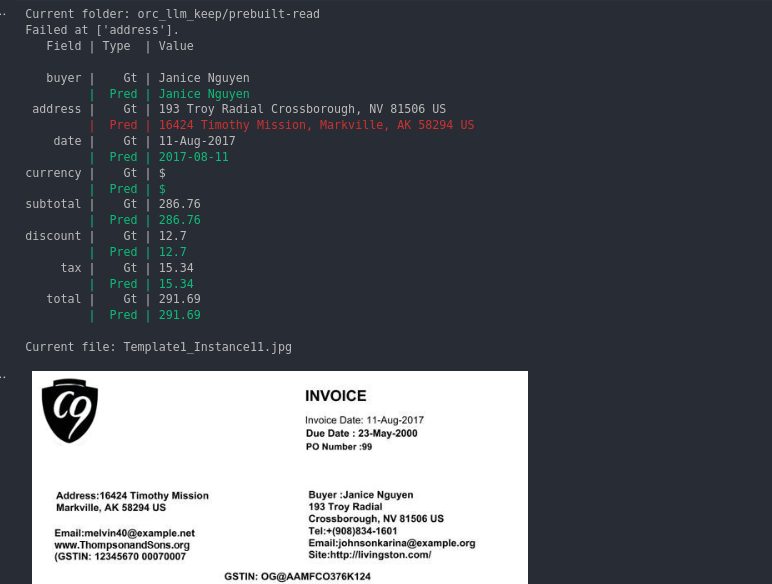 Current folder: orc_llm_keep/prebuilt-read
Failed at ['address'].
Field | Type | Value
buyer | Gt | Janice Nguyen
| Pred | Janice Nguyen
address | Gt | 193 Troy Radial Crossborough, NV 81506 US
| Pred | 16424 Timothy Mission, Markville, AK 58294 US
date | Gt | 11-Aug-2017
| Pred | 2017-08-11
currency | Gt | $
| Pred | $
subtotal | Gt | 286.76
| Pred | 286.76
discount | Gt | 12.7
| Pred | 12.7
tax | Gt | 15.34
| Pred | 15.34
total | Gt | 291.69
| Pred | 291.69
Current file: Template1_Instance11.jpg
C9
INVOICE
Invoice Date: 11-Aug-2017
Due Date : 23-May-2000
PO Number :99
Address:16424 Timothy Mission
Markville, AK 58294 US
Email:melvin40@example.net
www.ThompsonandSons.org
(GSTIN: 12345670 00070007
Buyer :Janice Nguyen
193 Troy Radial
Crossborough, NV 81506 US
Tel:+(908)834-1601
Email:johnsonkarina@example.org
Site:http://livingston.com/
GSTIN: OG@AAMFCO376K124